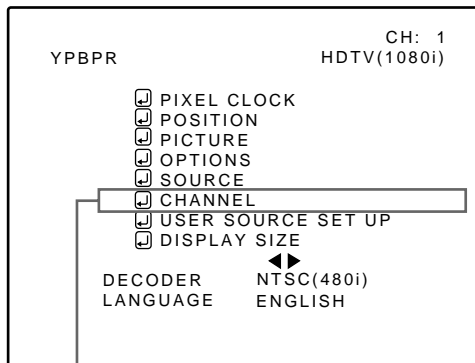 CH: 1
YPBPR HDTV(1080i)
PIXEL CLOCK
POSITION
PICTURE
OPTIONS
SOURCE
CHANNEL
USER SOURCE SET UP
DISPLAY SIZE
DECODER NTSC(480i)
LANGUAGE ENGLISH